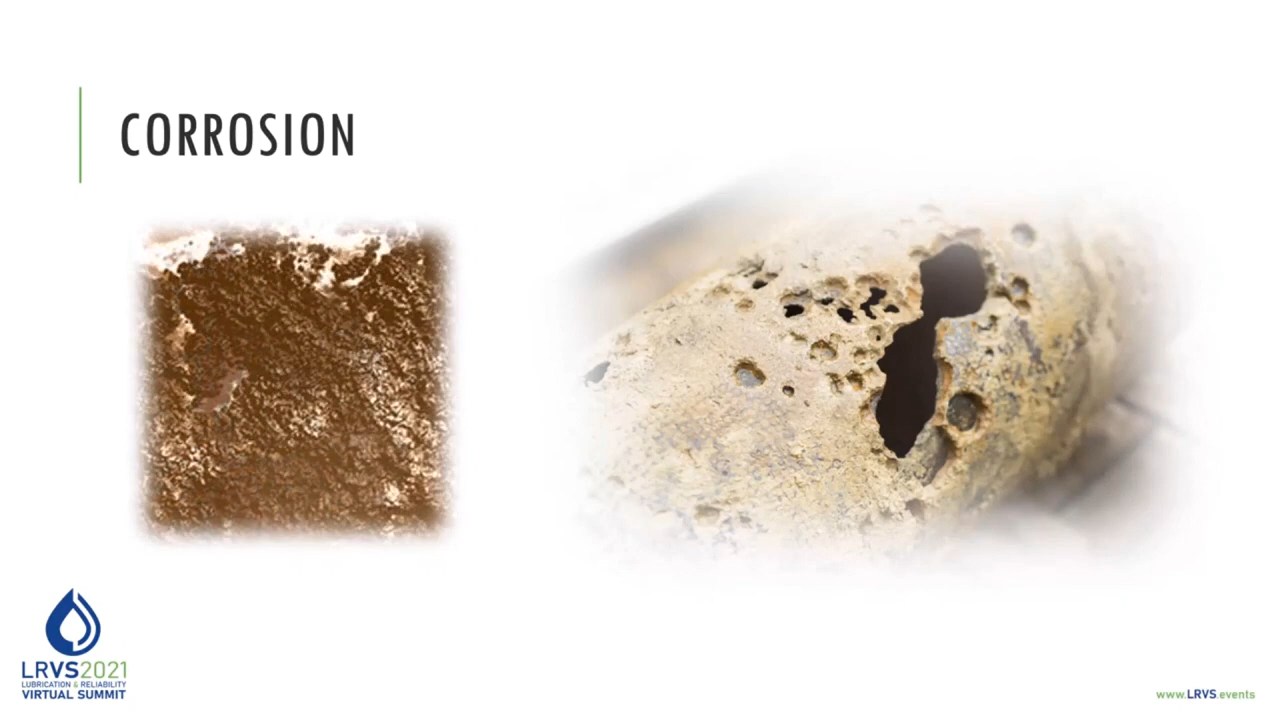 CORROSION
LRVS2021
LUBRICATION & RELIABILITY
VIRTUAL SUMMIT
www.LRVS.events